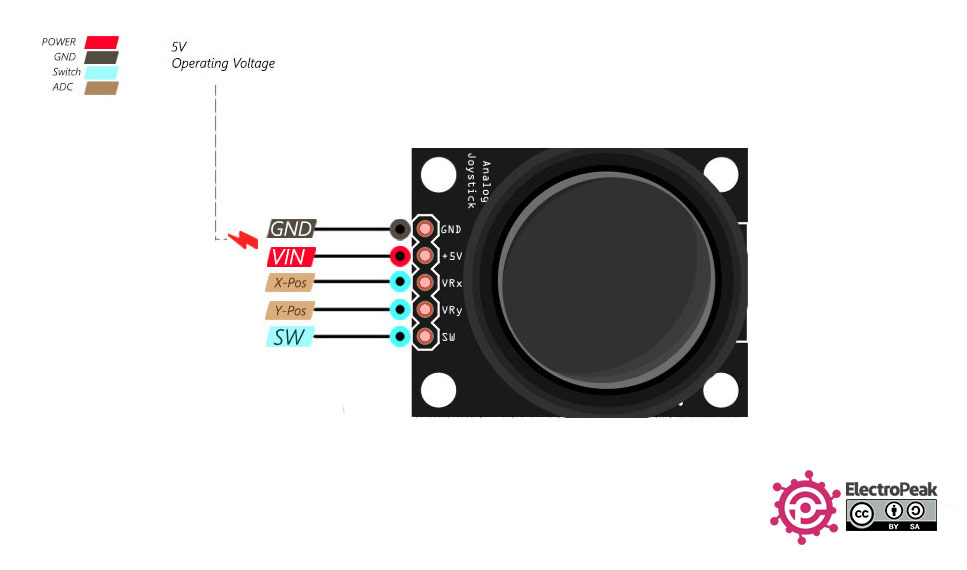 POWER
GND
Switch
ADC
5V
Operating Voltage
GND
VIN
X-Pos
Y-Pos
SW
Analog
Joystick
GND
+5V
VRx
VRy
SW
ElectroPeak
cc
BY SA